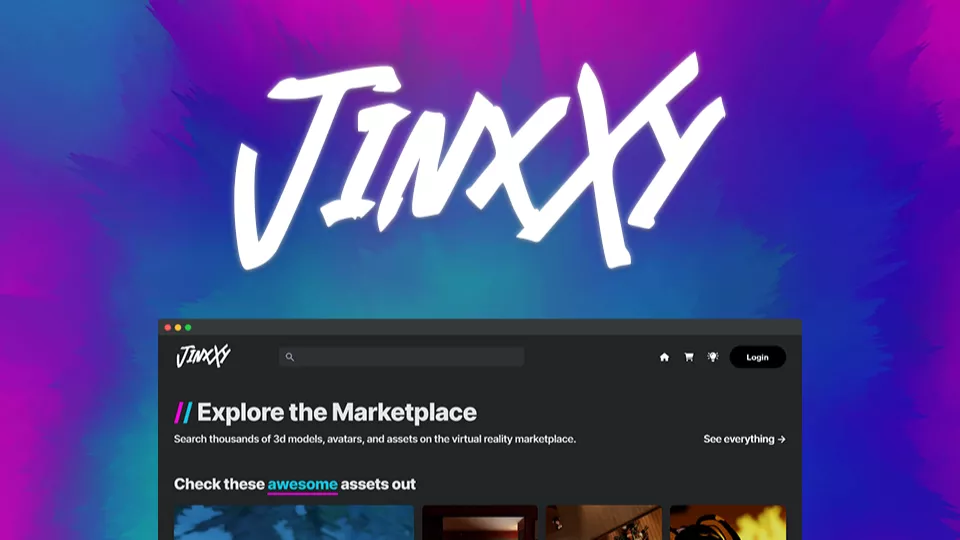 JINXXY
JINXXY
Login
// Explore the Marketplace
Search thousands of 3d models, avatars, and assets on the virtual reality marketplace.
See everything →
Check these awesome assets out